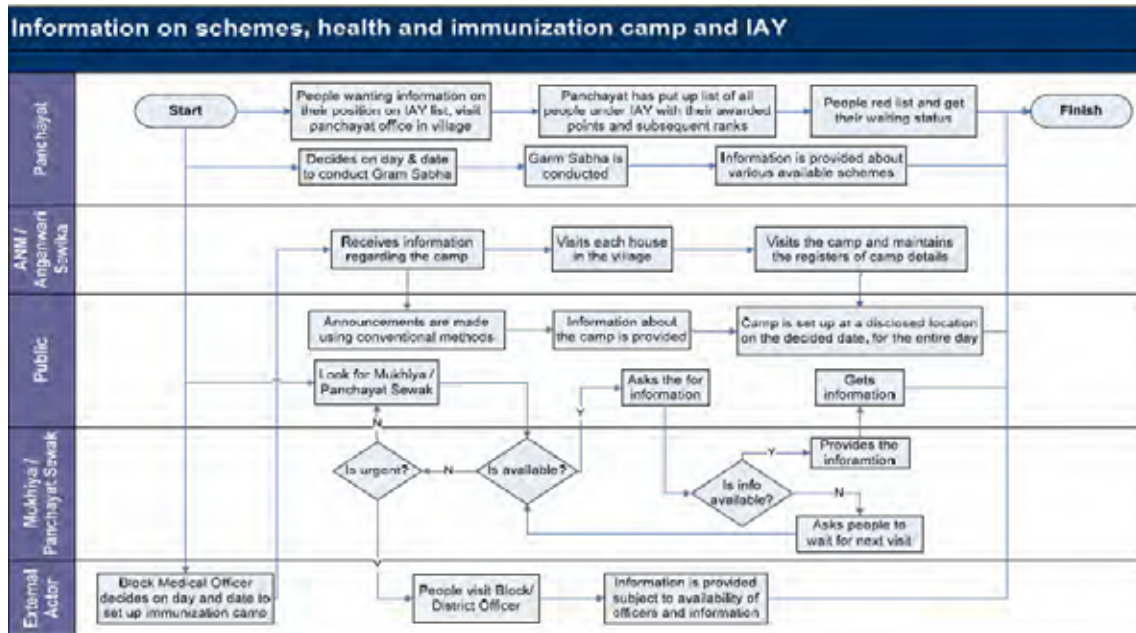 Information on schemes, health and immunization camp and IAY
Panchayat
Start
People wanting information on
their position on IAY list, visit
panchayat office in village
Panchayat has put up list of all
people under IAY with their awarded
points and subsequent ranks
People red list and get
their waiting status
Finish
Decides on day & date
to conduct Gram Sabha
Garm Sabha is
conducted
Information is provided about
various available schemes
ANM /
Anganwari
Sewika
Receives information
regarding the camp
Visits each house
in the village
Visits the camp and maintains
the registers of camp details
Public
Announcements are made
using conventional methods
Information about
the camp is provided
Camp is set up at a disclosed location
on the decided date, for the entire day
Look for Mukhiya /
Panchayat Sewak
Asks the for
information
Gets
information
Y
N
Mukhiya /
Panchayat Sewak
Is urgent?
N
Is available?
Is info
available?
Y
Provides the
inforamtion
N
Asks people to
wait for next visit
Y
External
Actor
Block Medical Officer
decides on day and date to
set up immunization camp
People visit Block/
District Officer
Information is provided
subject to availability of
officers and information